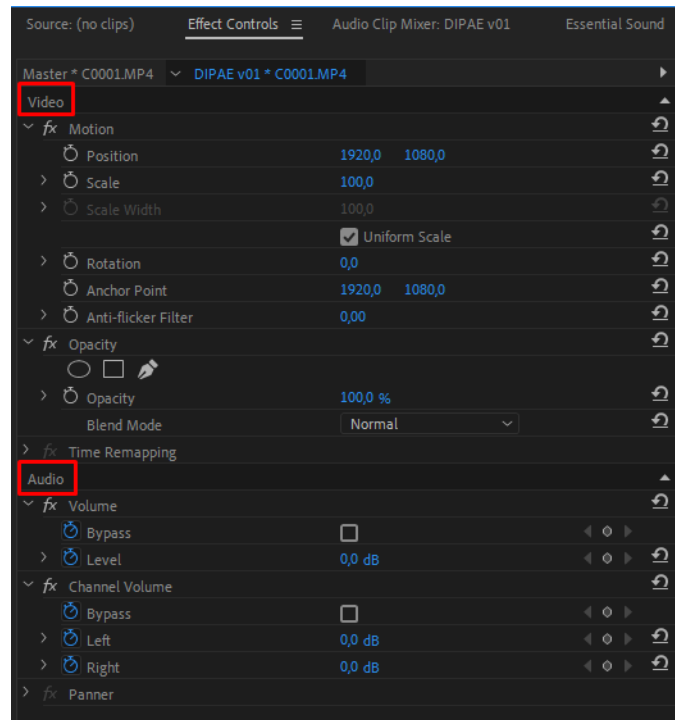 Source: (no clips) Effect Controls Audio Clip Mixer: DIPAE v01 Essential Sound
Master * C0001.MP4 DIPAE v01 * C0001.MP4
Video
fx Motion
Position 1920,0 1080,0
Scale 100,0
Scale Width 100,0
Uniform Scale
Rotation 0,0
Anchor Point 1920,0 1080,0
Anti-flicker Filter 0,00
fx Opacity
Opacity 100,0 %
Blend Mode Normal
fx Time Remapping
Audio
fx Volume
Bypass
Level 0,0 dB
fx Channel Volume
Bypass
Left 0,0 dB
Right 0,0 dB
fx Panner